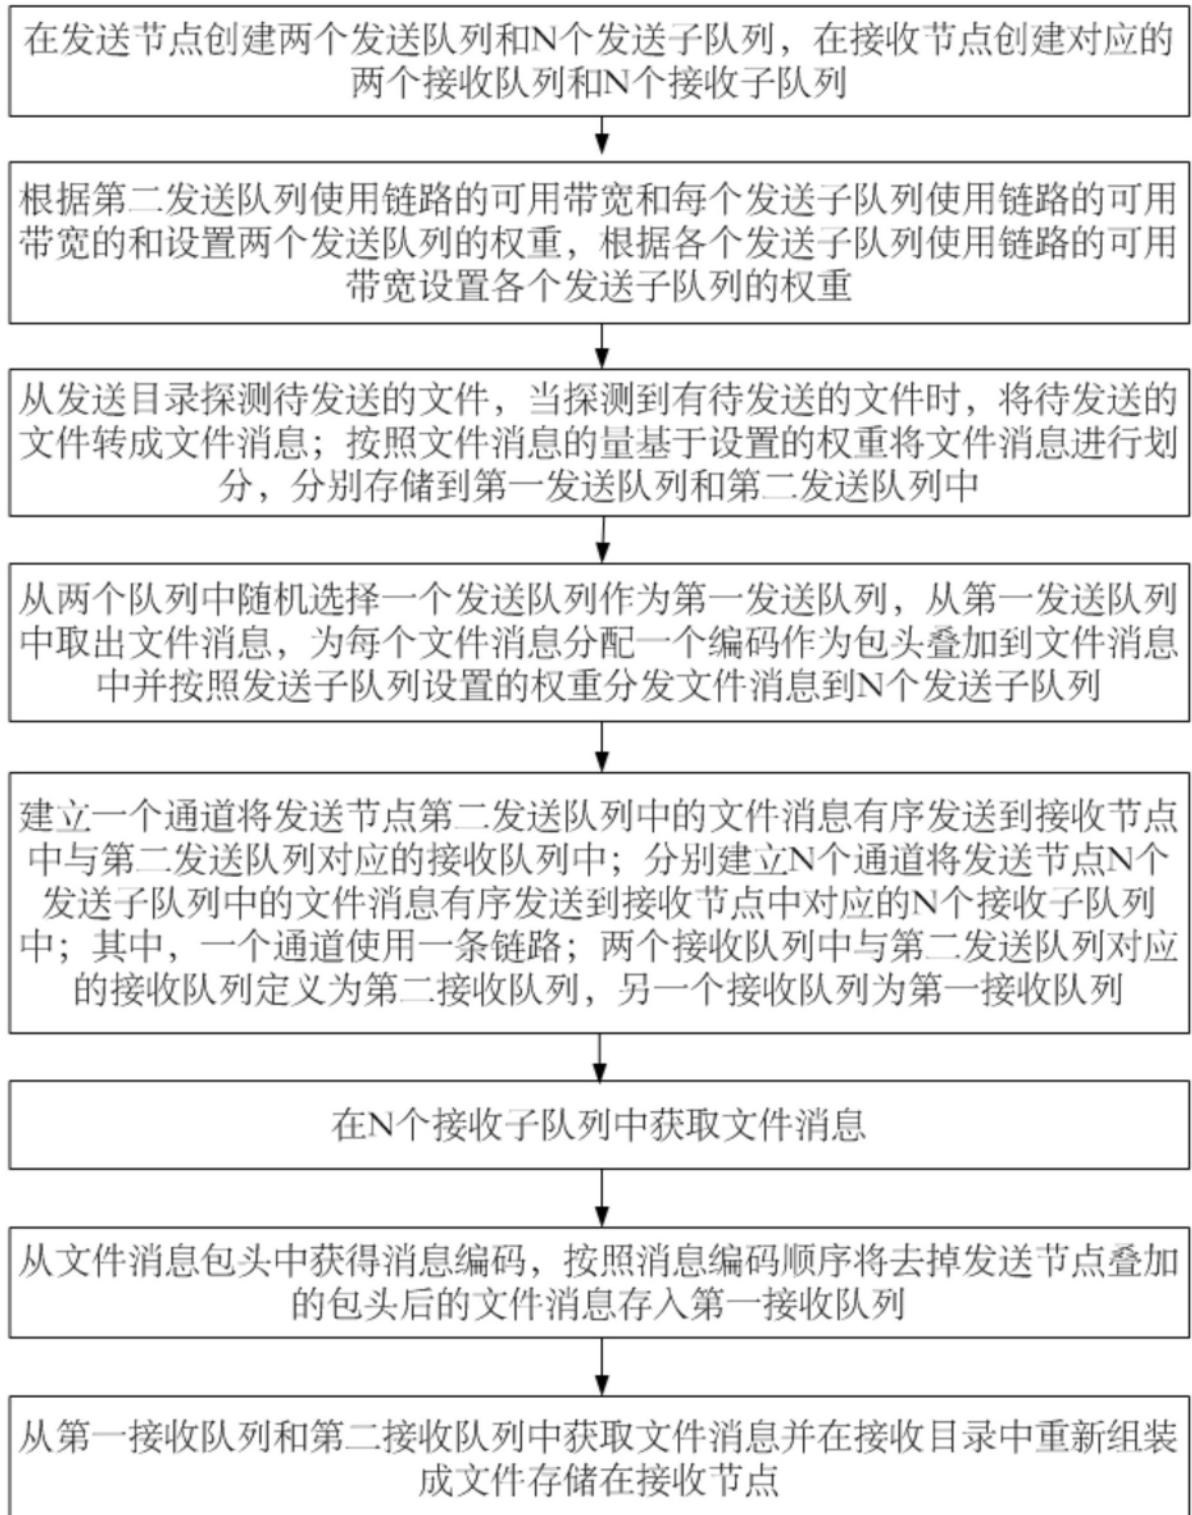 在发送节点创建两个发送队列和N个发送子队列，在接收节点创建对应的
两个接收队列和N个接收子队列
根据第二发送队列使用链路的可用带宽和每个发送子队列使用链路的可用
带宽的和设置两个发送队列的权重，根据各个发送子队列使用链路的可用
带宽设置各个发送子队列的权重
从发送目录探测待发送的文件，当探测到有待发送的文件时，将待发送的
文件转成文件消息；按照文件消息的量基于设置的权重将文件消息进行划
分，分别存储到第一发送队列和第二发送队列中
从两个队列中随机选择一个发送队列作为第一发送队列，从第一发送队列
中取出文件消息，为每个文件消息分配一个编码作为包头叠加到文件消息
中并按照发送子队列设置的权重分发文件消息到N个发送子队列
建立一个通道将发送节点第二发送队列中的文件消息有序发送到接收节点
中与第二发送队列对应的接收队列中；分别建立N个通道将发送节点N个
发送子队列中的文件消息有序发送到接收节点中对应的N个接收子队列
中；其中，一个通道使用一条链路；两个接收队列中与第二发送队列对应
的接收队列定义为第二接收队列，另一个接收队列为第一接收队列
在N个接收子队列中获取文件消息
从文件消息包头中获得消息编码，按照消息编码顺序将去掉发送节点叠加
的包头后的文件消息存入第一接收队列
从第一接收队列和第二接收队列中获取文件消息并在接收目录中重新组装
成文件存储在接收节点